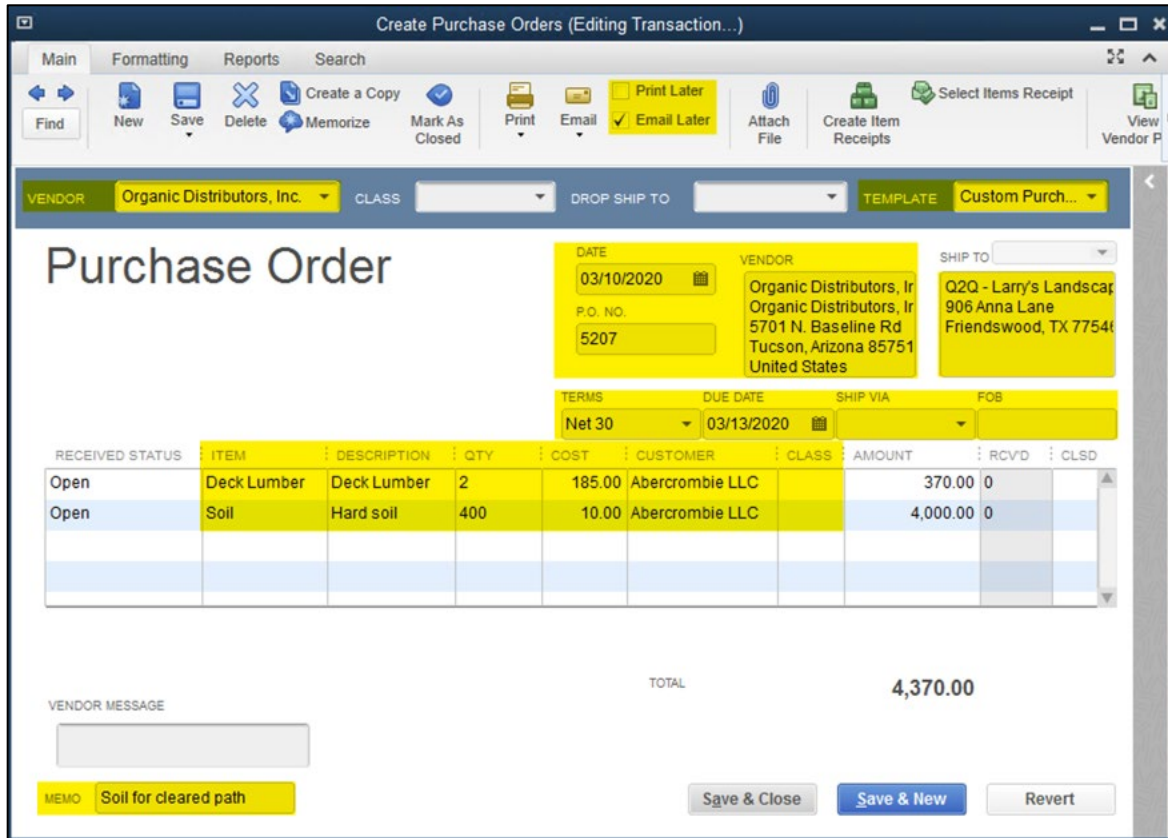 Create Purchase Orders (Editing Transaction...)
Main Formatting Reports Search
Find
New
Save
Delete
Create a Copy
Memorize
Mark As
Closed
Print
Email
Print Later
Email Later
Attach
File
Create Item
Receipts
Select Items Receipt
View
Vendor P
VENDOR Organic Distributors, Inc. CLASS DROP SHIP TO TEMPLATE Custom Purch...
Purchase Order
DATE
03/10/2020
P.O. NO.
5207
VENDOR
Organic Distributors, Ir
Organic Distributors, Ir
5701 N. Baseline Rd
Tucson, Arizona 85751
United States
SHIP TO
Q2Q - Larry's Landscap
906 Anna Lane
Friendswood, TX 7754
TERMS DUE DATE SHIP VIA FOB
Net 30 03/13/2020
RECEIVED STATUS ITEM DESCRIPTION QTY COST CUSTOMER CLASS AMOUNT RCV'D CLSD
Open Deck Lumber Deck Lumber 2 185.00 Abercrombie LLC 370.00 0
Open Soil Hard soil 400 10.00 Abercrombie LLC 4,000.00 0
TOTAL 4,370.00
VENDOR MESSAGE
MEMO Soil for cleared path
Save & Close Save & New Revert